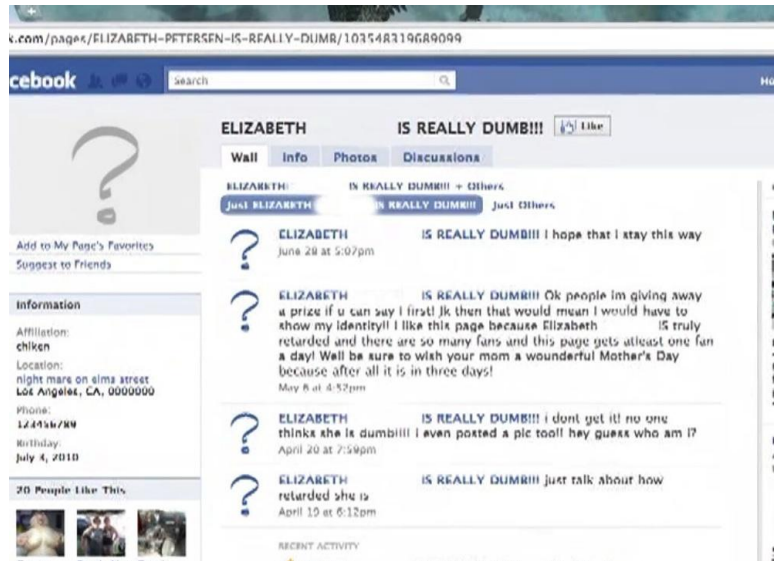 k.com/pages/ELIZABETH-PETERSEN-IS-REALLY-DUMB/103548319689099
cebook
Search
ELIZABETH IS REALLY DUMB!!! Like
Wall Info Photos Discussions
ELIZABETH IS REALLY DUMB!!! + Others
Just ELIZABETH IS REALLY DUMB!!! Just Others
ELIZABETH IS REALLY DUMB!!! I hope that i stay this way
June 28 at 5:07pm
Add to My Page's Favorites
Suggest to Friends
ELIZABETH IS REALLY DUMB!!! Ok people im giving away
a prize if u can say I first! Jk then that would mean I would have to
show my identity!! I like this page because Elizabeth IS truly
retarded and there are so many fans and this page gets atleast one fan
a day! Well be sure to wish your mom a wounderful Mother's Day
because after all it is in three days!
May 6 at 4:52pm
Information
Affiliation:
chiken
Location:
night mare on elms street
Los Angeles, CA, 0000000
Phone:
123456789
Birthday:
July 3, 2010
ELIZABETH IS REALLY DUMB!!! i dont get it! no one
thinks she is dumb!!!! I even posted a pic too!! hey guess who am i?
April 20 at 7:59pm
ELIZABETH IS REALLY DUMB!!! just talk about how
retarded she is
April 19 at 6:12pm
20 People Like This
RECENT ACTIVITY